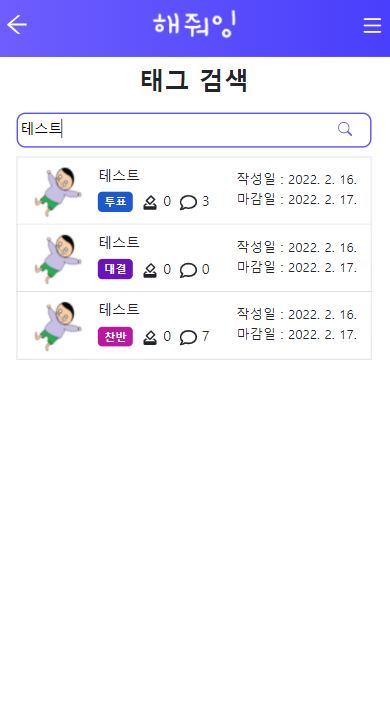 해줘잉
태그 검색
테스트
테스트
투표 0 3
작성일 : 2022. 2. 16.
마감일 : 2022. 2. 17.
테스트
대결 0 0
작성일 : 2022. 2. 16.
마감일 : 2022. 2. 17.
테스트
찬반 0 7
작성일 : 2022. 2. 16.
마감일 : 2022. 2. 17.